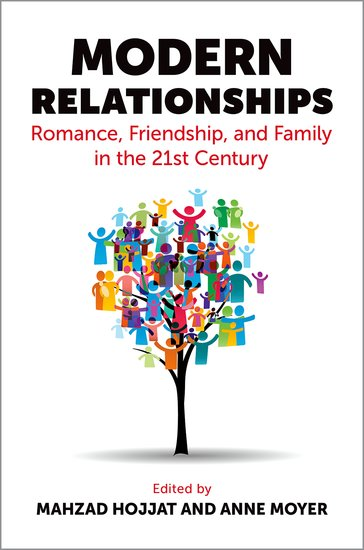 MODERN
RELATIONSHIPS
Romance, Friendship, and Family
in the 21st Century
Edited by
MAHZAD HOJJAT AND ANNE MOYER